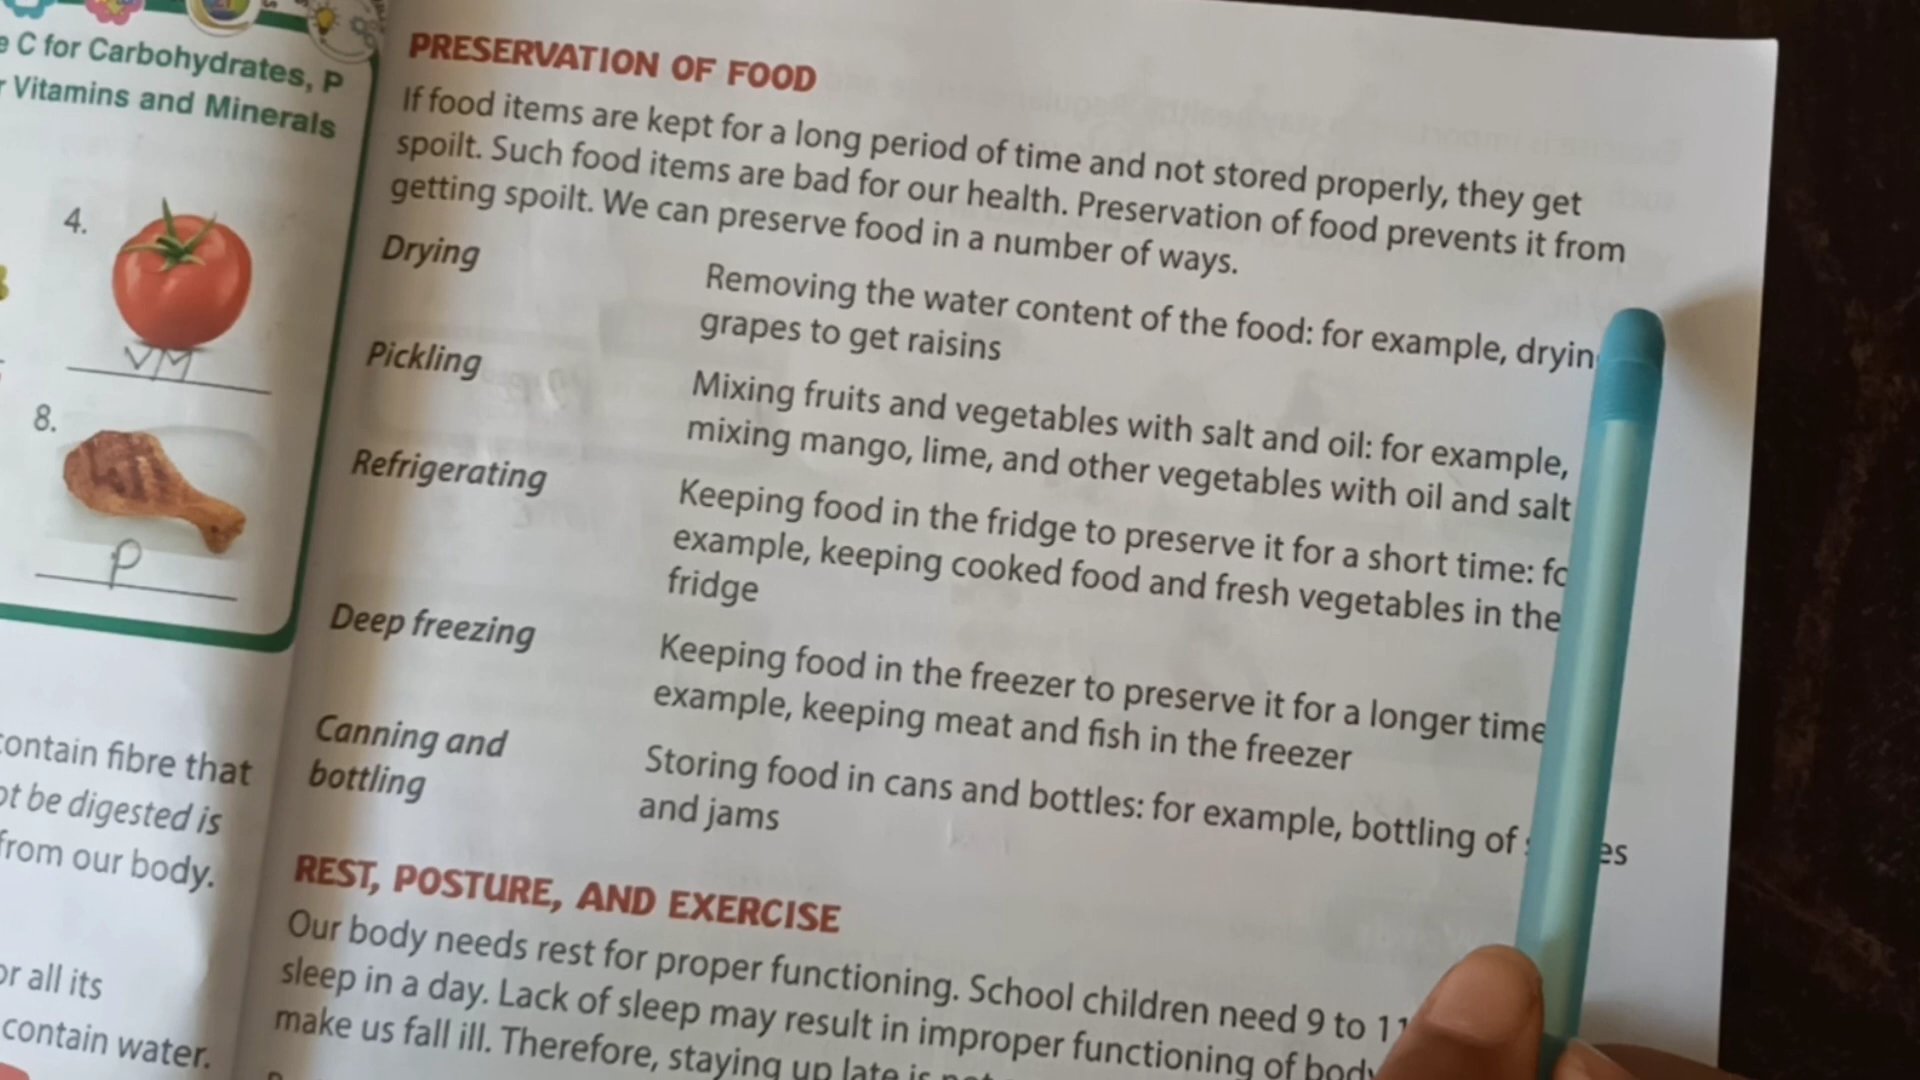 C for Carbohydrates, P
Vitamins and Minerals
4.
VM
8.
P
contain fibre that
be digested is
from our body.
all its
contain water.
PRESERVATION OF FOOD
If food items are kept for a long period of time and not stored properly, they get
spoilt. Such food items are bad for our health. Preservation of food prevents it from
getting spoilt. We can preserve food in a number of ways.
Drying
Removing the water content of the food: for example,
grapes to get raisins
Pickling
Mixing fruits and vegetables with salt and oil: for example,
mixing mango, lime, and other vegetables with oil and salt
Refrigerating
Keeping food in the fridge to preserve it for a short time:
example, keeping cooked food and fresh vegetables in the
fridge
Deep freezing
Keeping food in the freezer to preserve it for a longer time
example, keeping meat and fish in the freezer
Canning and
bottling
Storing food in cans and bottles: for example, bottling of
and jams
REST, POSTURE, AND EXERCISE
Our body needs rest for proper functioning. School children need 9 to 11
sleep in a day. Lack of sleep may result in improper functioning of
make us fall ill. Therefore, staying up late is